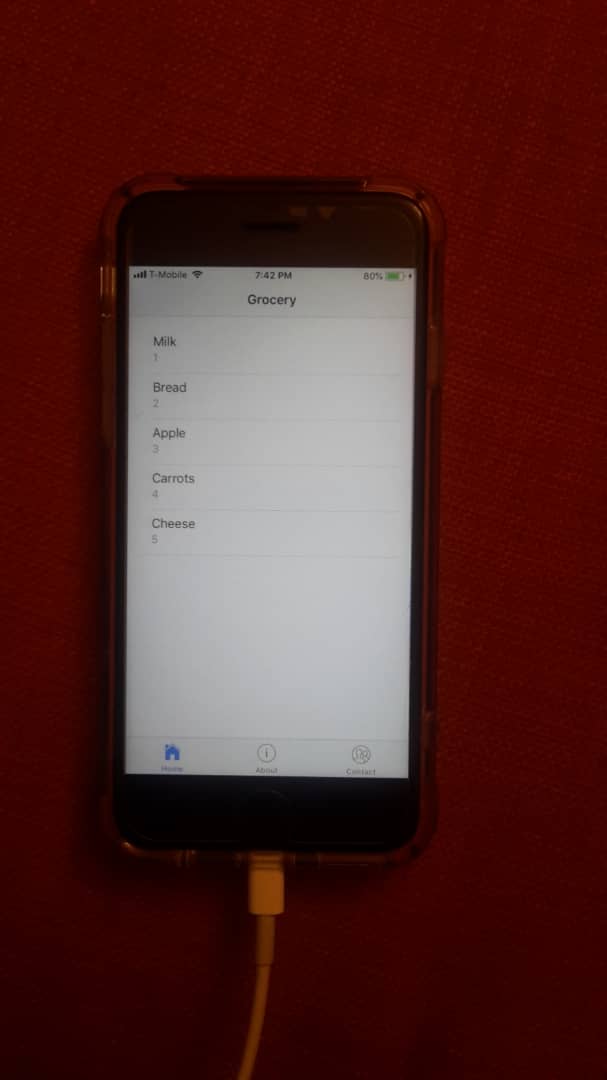 T-Mobile 7:42 PM 80%
Grocery
Milk
1
Bread
2
Apple
3
Carrots
4
Cheese
5
Home About Contact